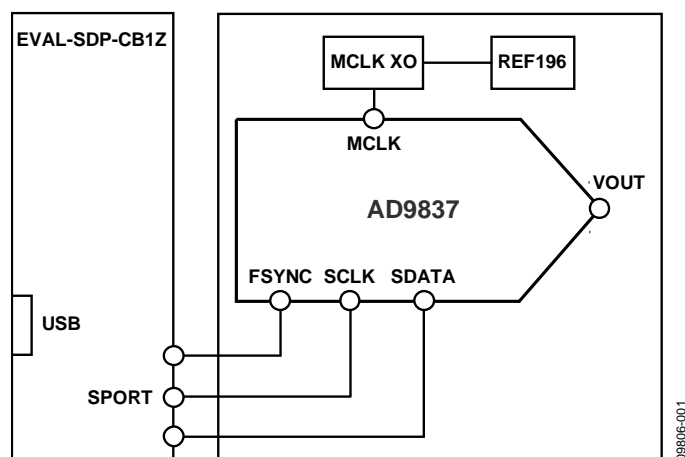 EVAL-SDP-CB1Z
MCLK XO
REF196
MCLK
VOUT
AD9837
FSYNC SCLK SDATA
USB
SPORT
09806-001